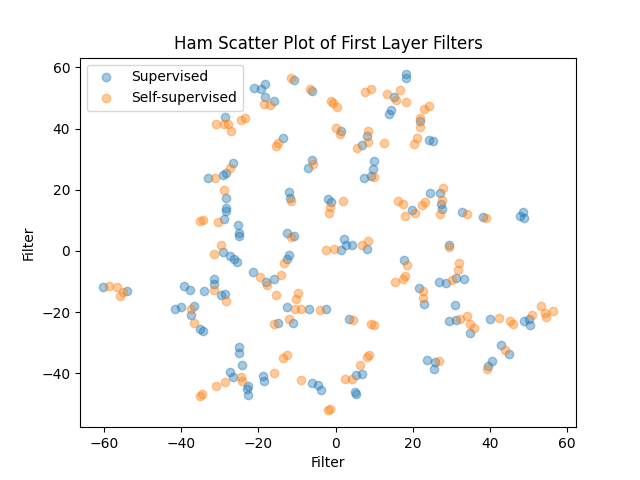 Ham Scatter Plot of First Layer Filters
Supervised
Self-supervised
60
40
20
0
−20
−40
Filter
−60
−40
−20
0
20
40
60
Filter